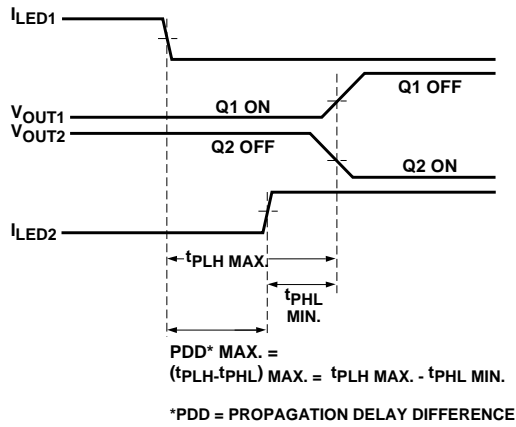 ILED1
Q1 OFF
VOUT1
Q1 ON
VOUT2
Q2 OFF
Q2 ON
ILED2
tPLH MAX.
tPHL
MIN.
PDD* MAX. =
(tPLH-tPHL) MAX. = tPLH MAX. - tPHL MIN.
*PDD = PROPAGATION DELAY DIFFERENCE